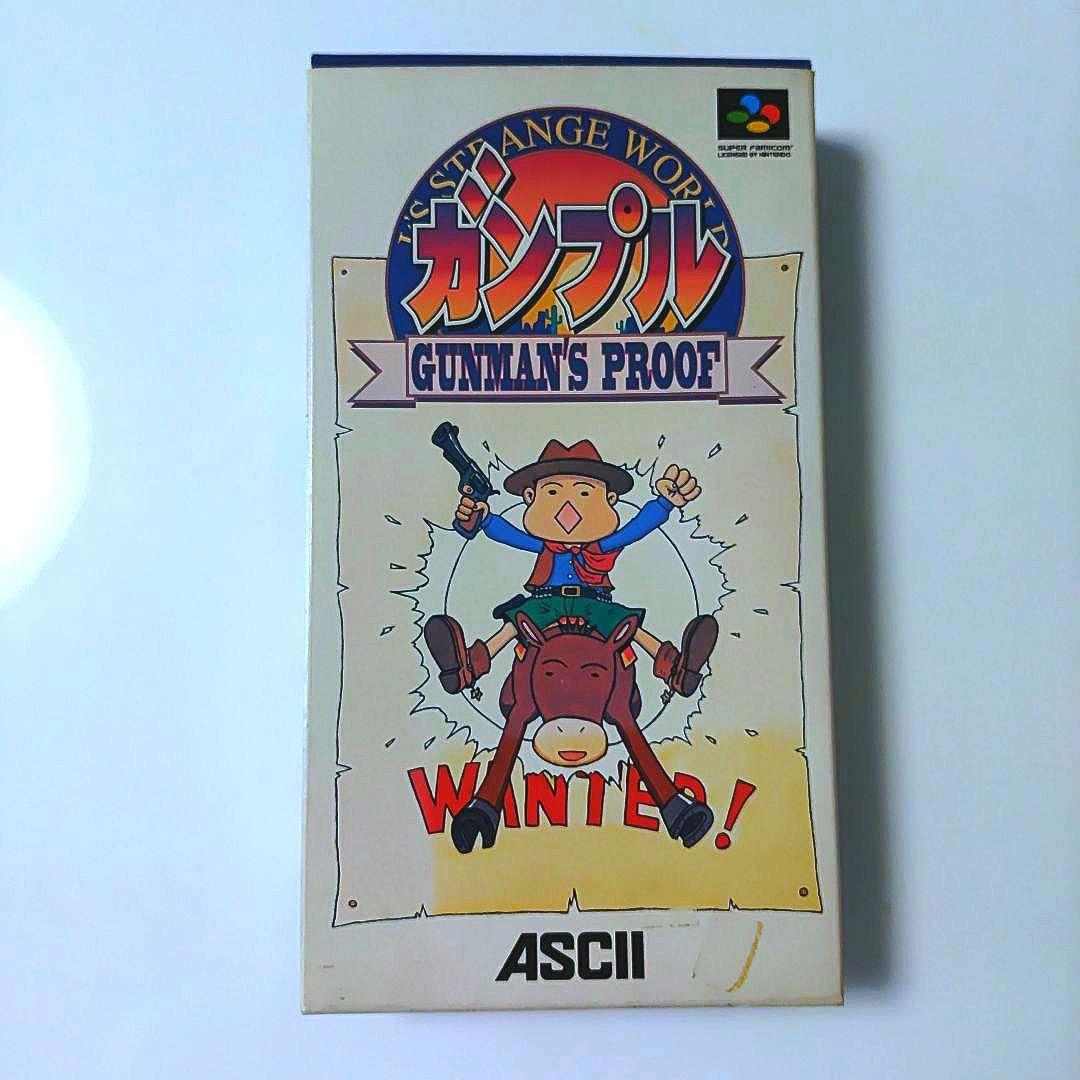 SUPER FAMICOM
LICENSED BY NINTENDO
STRANGE WORLD
ガンプル
GUNMAN'S PROOF
WANTED!
ASCII